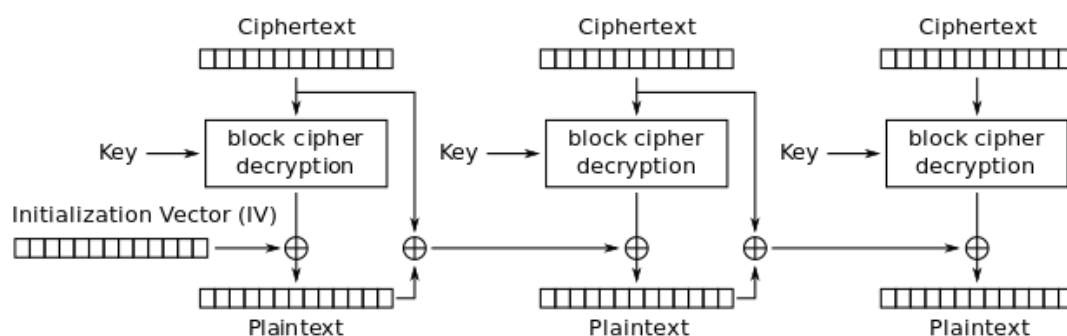 Ciphertext
Ciphertext
Ciphertext
Key
block cipher
decryption
Key
block cipher
decryption
Key
block cipher
decryption
Initialization Vector (IV)
Plaintext
Plaintext
Plaintext